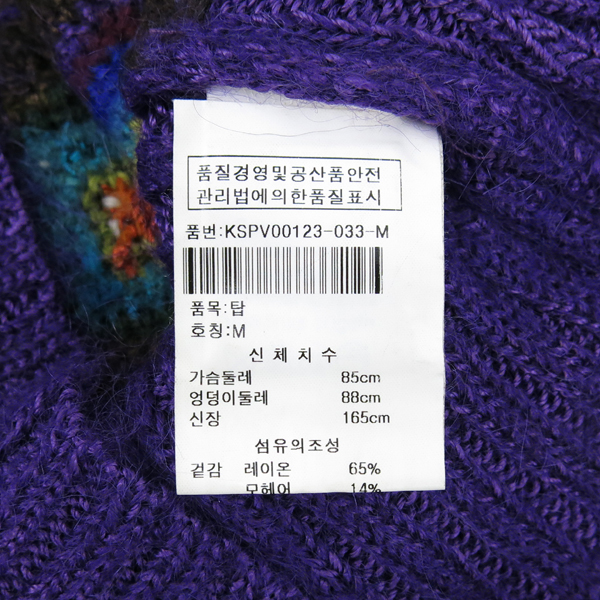 품질경영및공산품안전
관리법에의한품질표시
품번:KSPV00123-033-M
품목:탑
호칭:M
신 체 치 수
가슴둘레 85cm
엉덩이둘레 88cm
신장 165cm
섬유의조성
겉감 레이온 65%
모헤어 14%